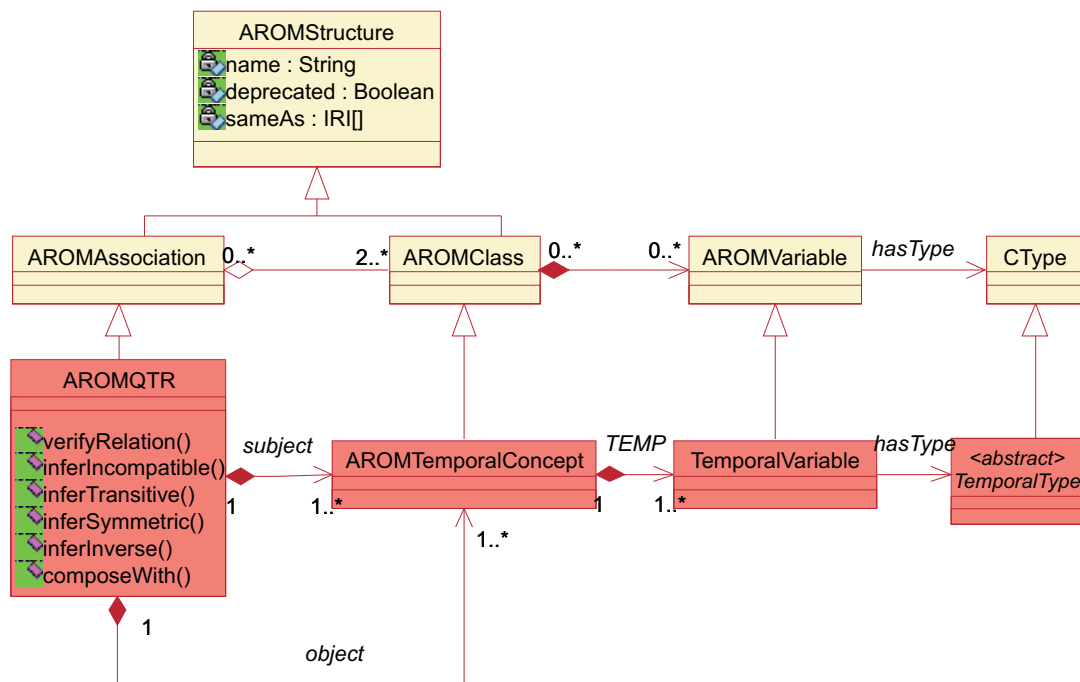 AROMStructure
name : String
deprecated : Boolean
sameAs : IRI[]
AROMAssociation
0..*
2..*
AROMClass
0..*
0..*
AROMVariable
hasType
CType
AROMQTR
verifyRelation()
inferIncompatible()
inferTransitive()
inferSymmetric()
inferInverse()
composeWith()
subject
1
1..*
AROMTemporalConcept
TEMP
1
1..*
TemporalVariable
hasType
<abstract>
TemporalType
1..*
1
object